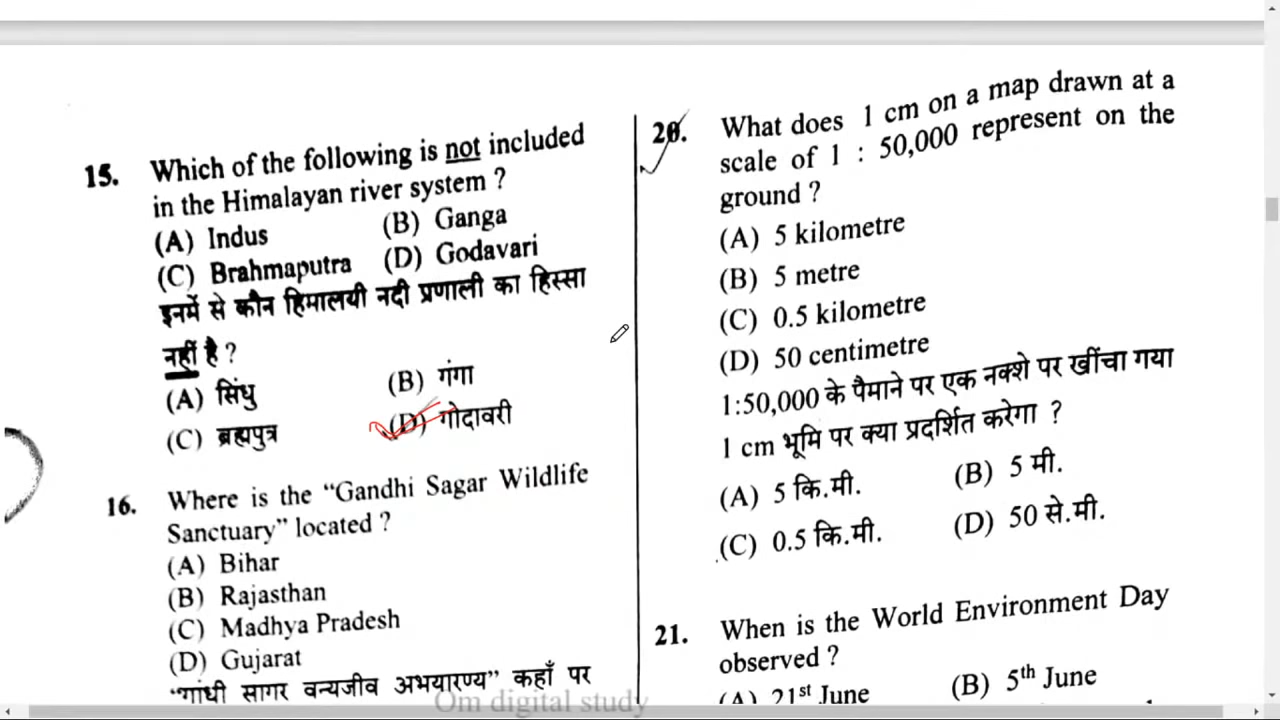 15. Which of the following is not included
in the Himalayan river system ?
(A) Indus (B) Ganga
(C) Brahmaputra (D) Godavari
इनमें से कौन हिमालयी नदी प्रणाली का हिस्सा
नहीं है ?
(A) सिंधु (B) गंगा
(C) ब्रह्मपुत्र (D) गोदावरी
16. Where is the “Gandhi Sagar Wildlife
Sanctuary” located ?
(A) Bihar
(B) Rajasthan
(C) Madhya Pradesh
(D) Gujarat
“गांधी सागर वन्यजीव अभयारण्य” कहाँ पर
20. What does 1 cm on a map drawn at a
scale of 1 : 50,000 represent on the
ground ?
(A) 5 kilometre
(B) 5 metre
(C) 0.5 kilometre
(D) 50 centimetre
1:50,000 के पैमाने पर एक नक्शे पर खींचा गया
1 cm भूमि पर क्या प्रदर्शित करेगा ?
(A) 5 कि.मी. (B) 5 मी.
(C) 0.5 कि.मी. (D) 50 से.मी.
21. When is the World Environment Day
observed ?
(A) 21st June (B) 5th June
Om digital study